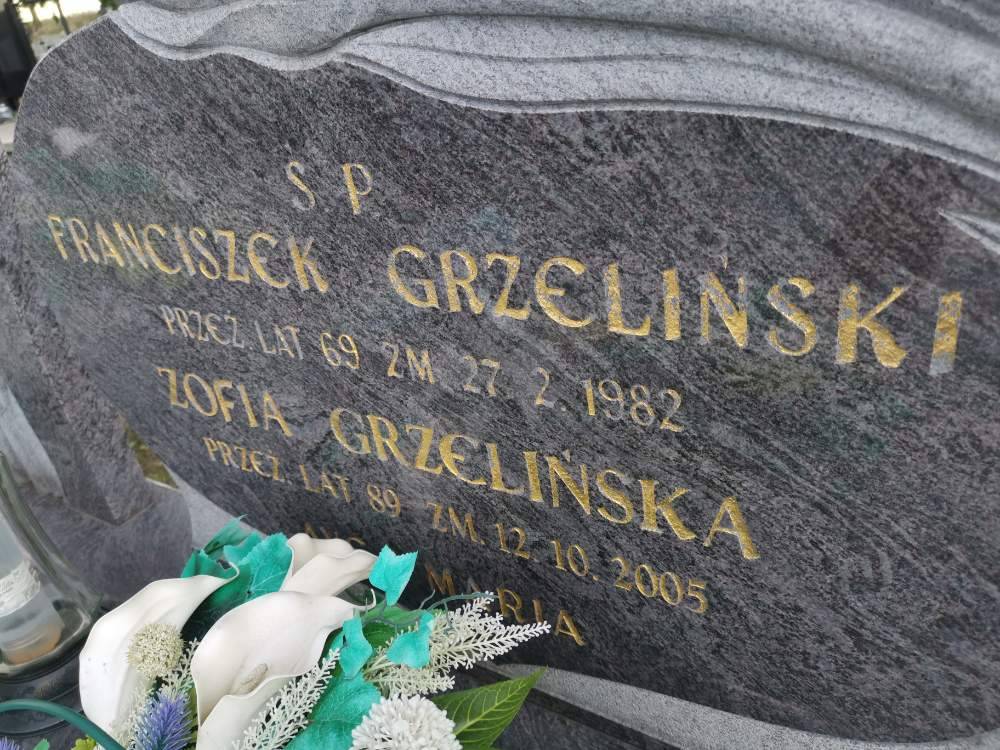 S P
FRANCISZEK GRZELIŃSKI
PRZEŻ. LAT 69 ZM. 27. 2. 1982
ZOFIA GRZELIŃSKA
PRZEŻ. LAT 89 ZM. 12. 10. 2005
MARIA